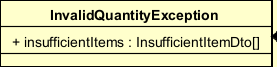 InvalidQuantityException
+ insufficientItems : InsufficientItemDto[]